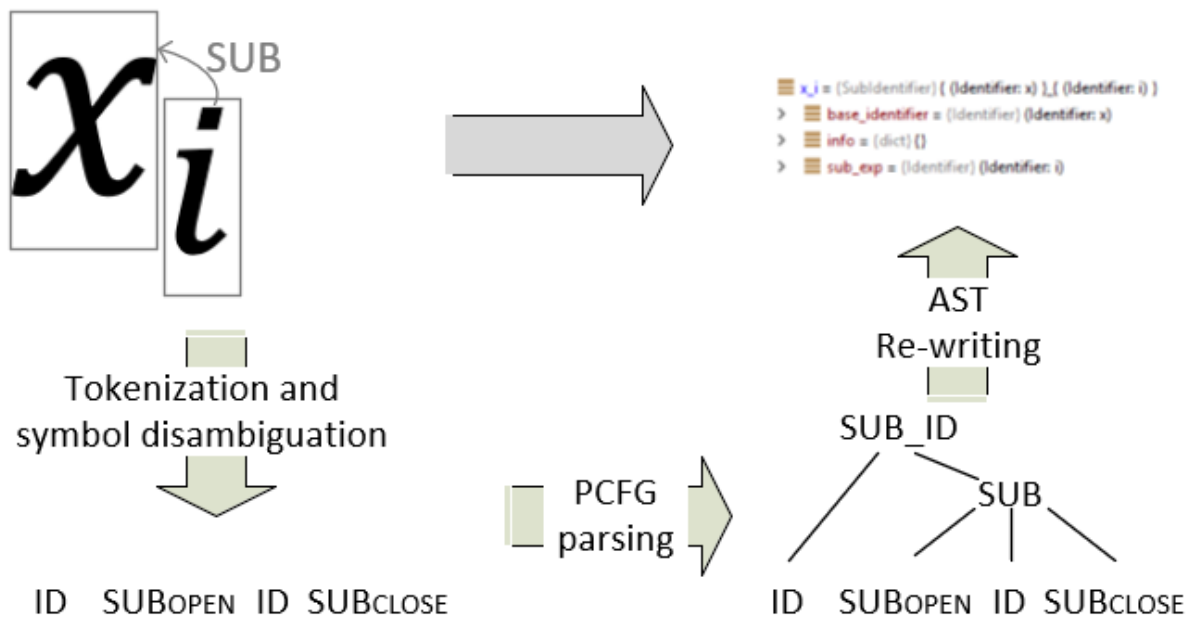 x
SUB
i
x_i = {SubIdentifier} { (Identifier: x) }_{ (Identifier: i) }
base_identifier = {Identifier} (Identifier: x)
info = {dict} {}
sub_exp = {Identifier} (Identifier: i)
Tokenization and
symbol disambiguation
ID SUBOPEN ID SUBCLOSE
PCFG
parsing
AST
Re-writing
SUB_ID
SUB
ID SUBOPEN ID SUBCLOSE